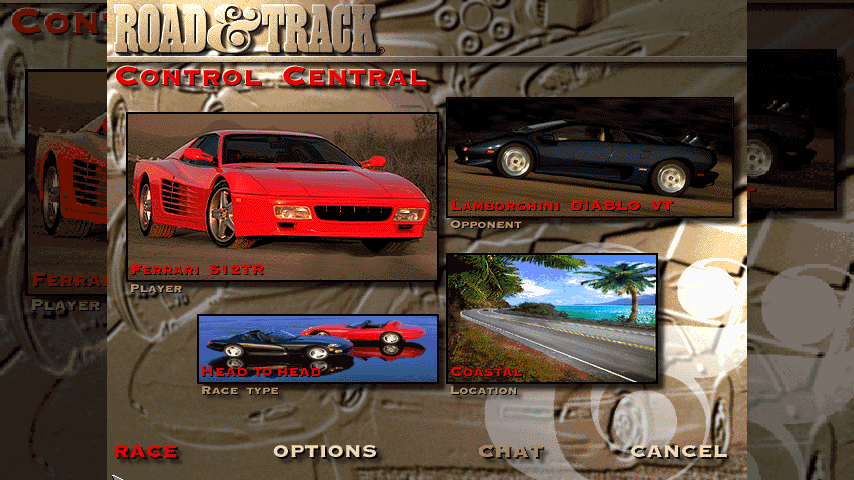 ROAD & TRACK
Control Central
Lamborghini DIABLO VT
Opponent
Ferrari 512TR
Player
Head to Head
Race type
Coastal
Location
RACE
OPTIONS
CHAT
CANCEL